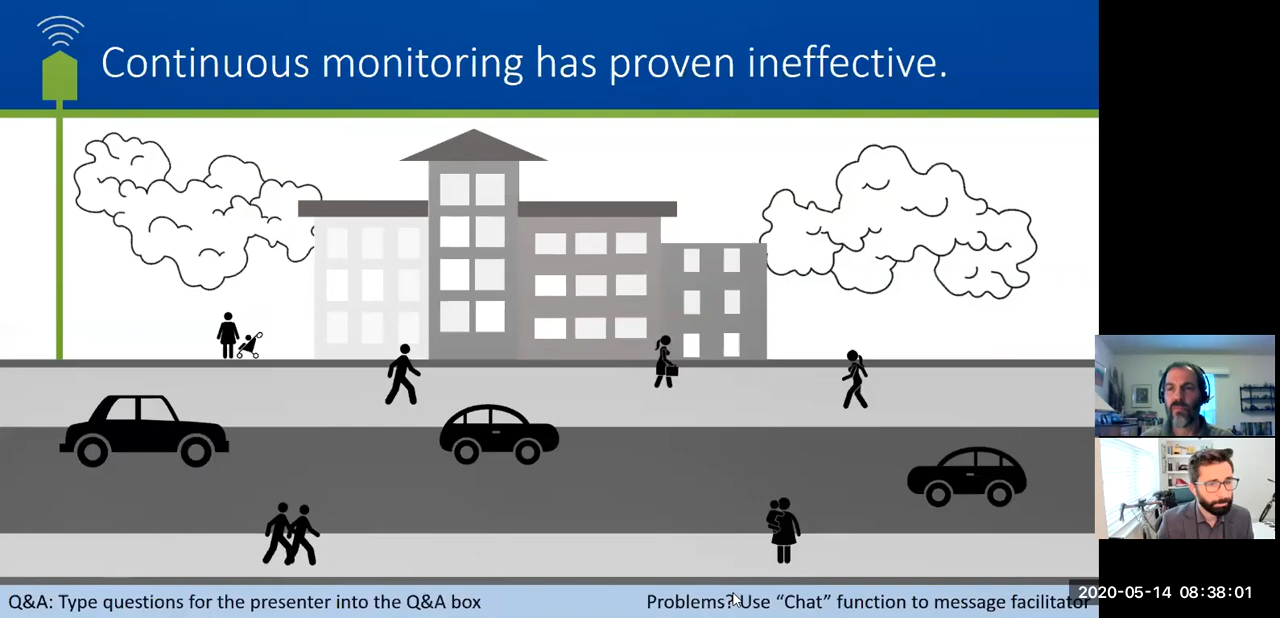 Continuous monitoring has proven ineffective.
Q&A: Type questions for the presenter into the Q&A box
Problems? Use “Chat” function to message facilitator
2020-05-14 08:38:01